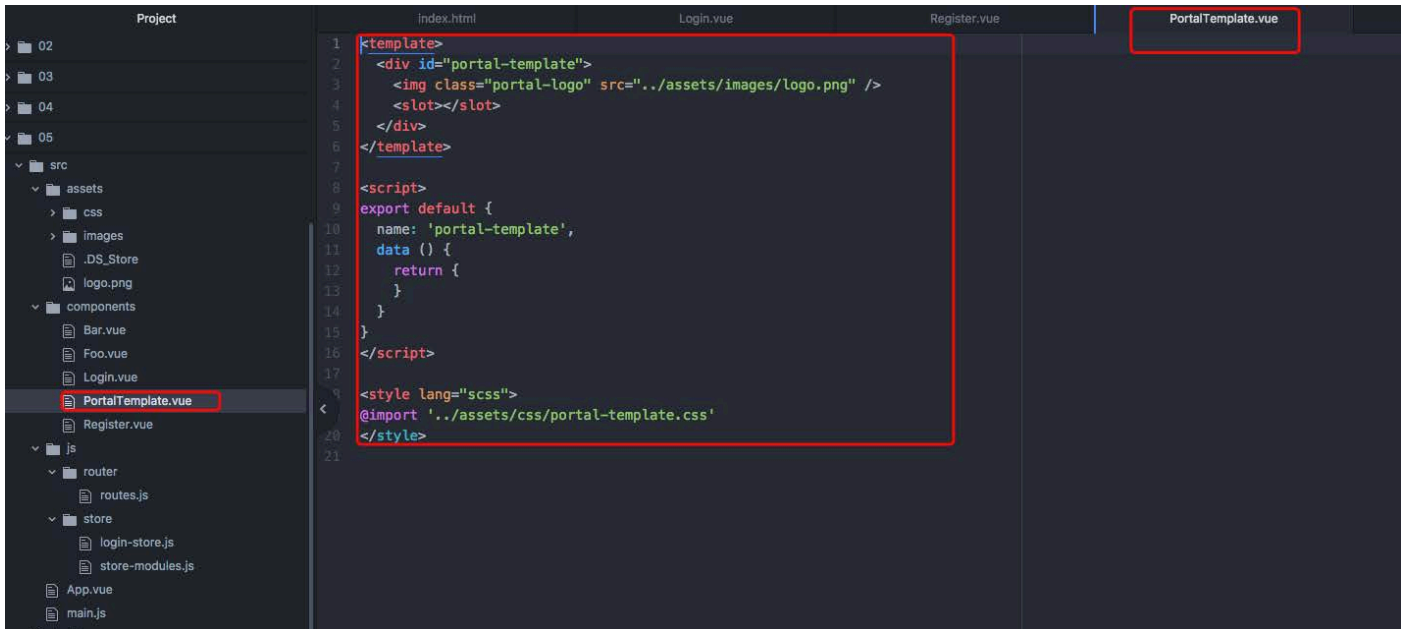 Project
02
03
04
05
src
assets
css
images
.DS_Store
logo.png
components
Bar.vue
Foo.vue
Login.vue
PortalTemplate.vue
Register.vue
js
router
routes.js
store
login-store.js
store-modules.js
App.vue
main.js
index.html
Login.vue
Register.vue
PortalTemplate.vue
1 <template>
2 <div id="portal-template">
3 <img class="portal-logo" src="../assets/images/logo.png" />
4 <slot></slot>
5 </div>
6 </template>
7
8 <script>
9 export default {
10 name: 'portal-template',
11 data () {
12 return {
13 }
14 }
15 }
16 </script>
17
<style lang="scss">
@import '../assets/css/portal-template.css'
20 </style>
21